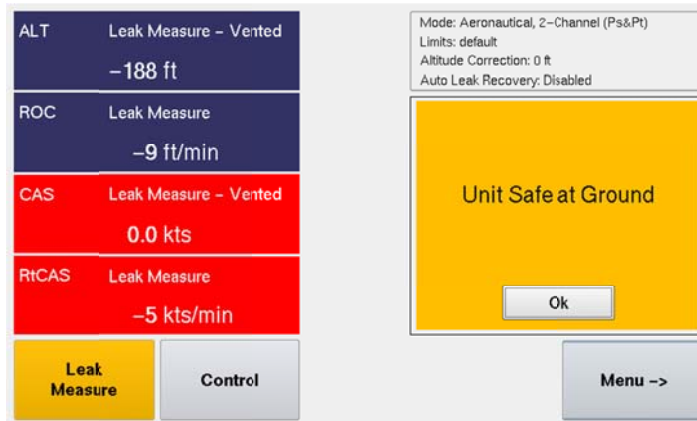 ALT Leak Measure – Vented
–188 ft
ROC Leak Measure
–9 ft/min
CAS Leak Measure – Vented
0.0 kts
RtCAS Leak Measure
–5 kts/min
Leak
Measure
Control
Mode: Aeronautical, 2–Channel (Ps&Pt)
Limits: default
Altitude Correction: 0 ft
Auto Leak Recovery: Disabled
Unit Safe at Ground
Ok
Menu –>